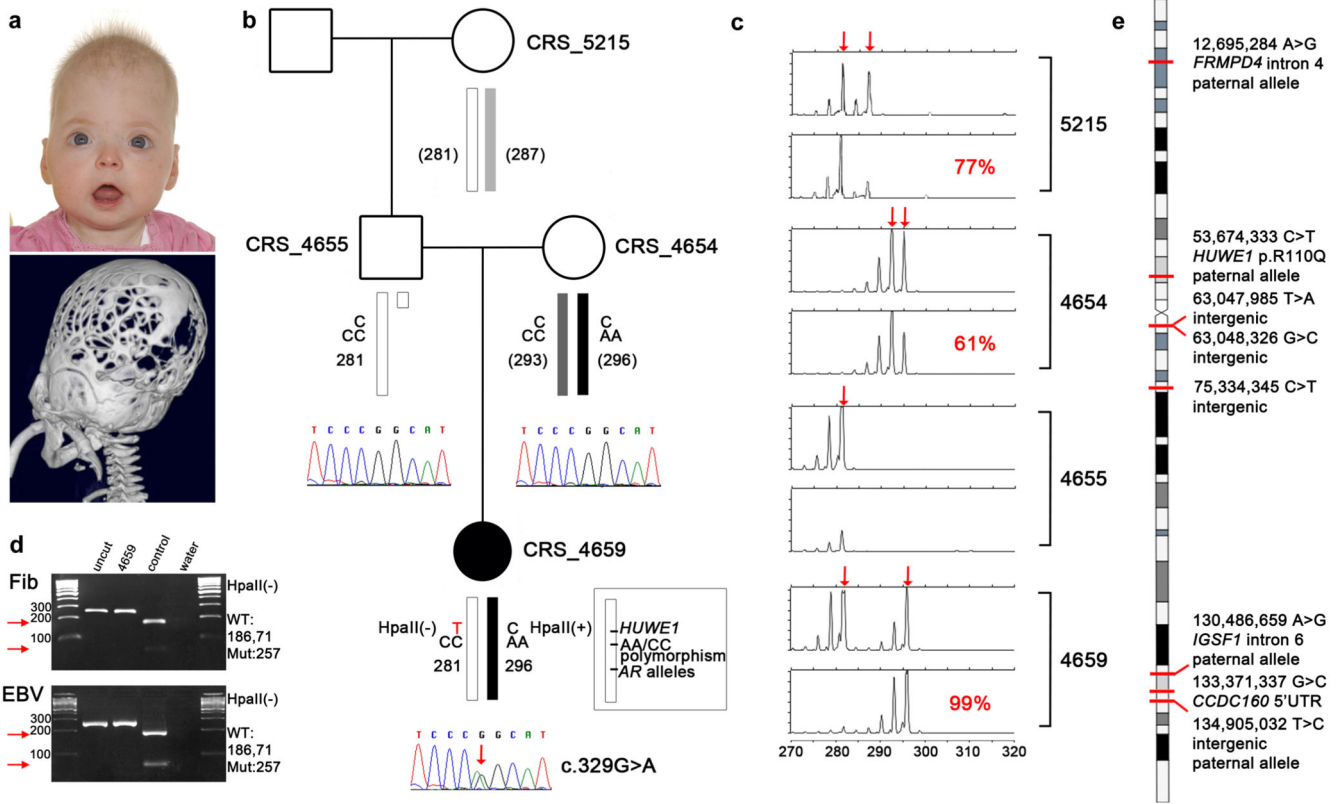 a
b
CRS_5215
(281)
(287)
CRS_4655
CRS_4654
C
CC
281
C
CC
(293)
C
AA
(296)
T C C C G G C A T
T C C C G G C A T
CRS_4659
HpaII(-)
T
CC
281
C
AA
296
HpaII(+)
HUWE1
AA/CC
polymorphism
AR alleles
T C C C G G C A T
c.329G>A
c
5215
77%
4654
61%
4655
4659
99%
270 280 290 300 310 320
d
uncut
4659
control
water
Fib
HpaII(-)
300
200
100
WT:
186,71
Mut:257
EBV
HpaII(-)
300
200
100
WT:
186,71
Mut:257
e
12,695,284 A>G
FRMPD4 intron 4
paternal allele
53,674,333 C>T
HUWE1 p.R110Q
paternal allele
63,047,985 T>A
intergenic
63,048,326 G>C
intergenic
75,334,345 C>T
intergenic
130,486,659 A>G
IGSF1 intron 6
paternal allele
133,371,337 G>C
CCDC160 5'UTR
134,905,032 T>C
intergenic
paternal allele